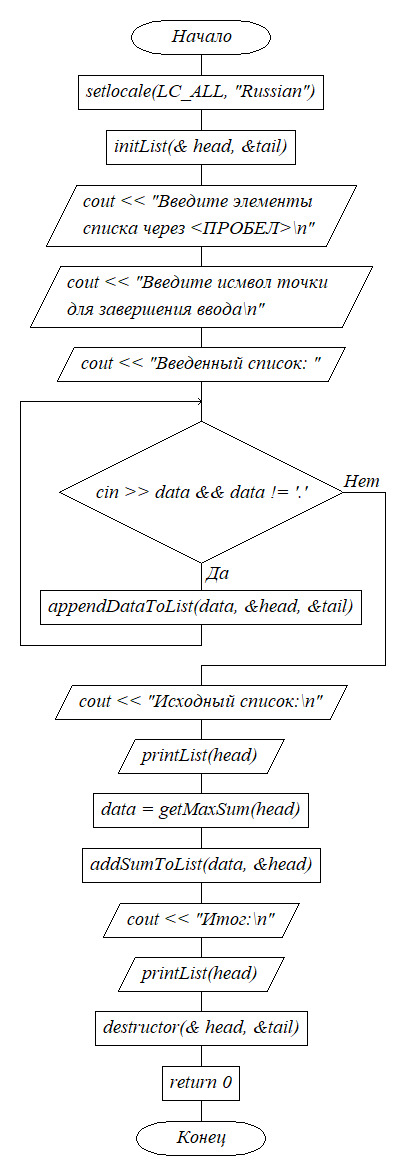 Начало
setlocale(LC_ALL, "Russian")
initList(& head, &tail)
cout << "Введите элементы
списка через <ПРОБЕЛ>\n"
cout << "Введите исмвол точки
для завершения ввода\n"
cout << "Введенный список: "
cin >> data && data != '.'
Нет
Да
appendDataToList(data, &head, &tail)
cout << "Исходный список:\n"
printList(head)
data = getMaxSum(head)
addSumToList(data, &head)
cout << "Итог:\n"
printList(head)
destructor(& head, &tail)
return 0
Конец